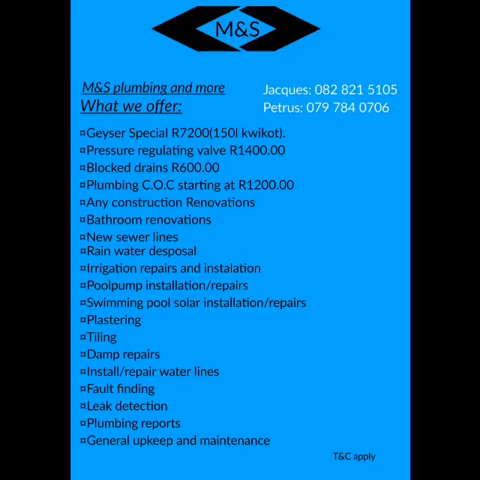 M&S
M&S plumbing and more
What we offer:
Jacques: 082 821 5105
Petrus: 079 784 0706
¤Geyser Special R7200(150l kwikot).
¤Pressure regulating valve R1400.00
¤Blocked drains R600.00
¤Plumbing C.O.C starting at R1200.00
¤Any construction Renovations
¤Bathroom renovations
¤New sewer lines
¤Rain water desposal
¤Irrigation repairs and instalation
¤Poolpump installation/repairs
¤Swimming pool solar installation/repairs
¤Plastering
¤Tiling
¤Damp repairs
¤Install/repair water lines
¤Fault finding
¤Leak detection
¤Plumbing reports
¤General upkeep and maintenance
T&C apply